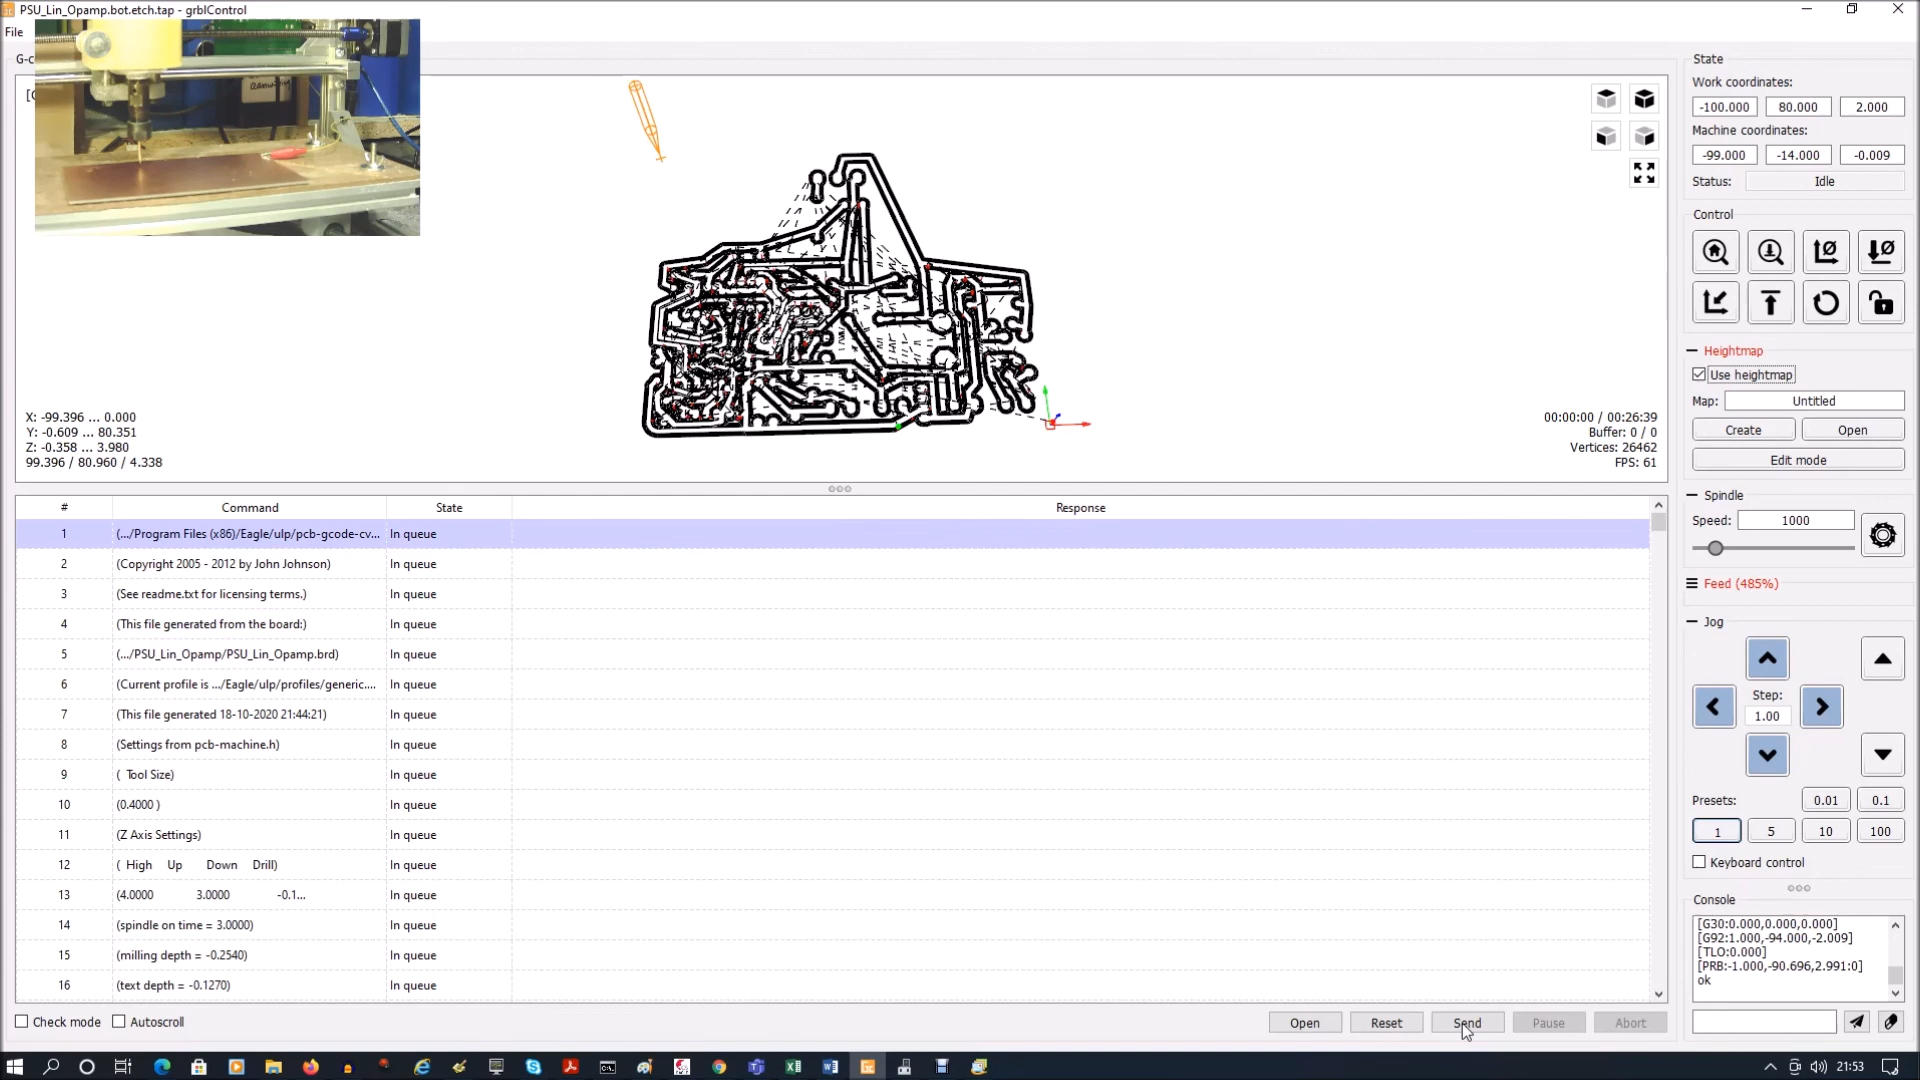 PSU_Lin_Opamp.bot.etch.tap - grblControl
File
State
Work coordinates:
-100.000 80.000 2.000
Machine coordinates:
-99.000 -14.000 -0.009
Status: Idle
Control
Heightmap
Use heightmap
Map: Untitled
Create Open
Edit mode
Spindle
Speed: 1000
Feed (485%)
Jog
Step:
1.00
Presets: 0.01 0.1
1 5 10 100
Keyboard control
Console
[G30:0.000,0.000,0.000]
[G92:1.000,-94.000,-2.009]
[TLO:0.000]
[PRB:-1.000,-90.696,2.991:0]
ok
X: -99.396 ... 0.000
Y: -0.609 ... 80.351
Z: -0.358 ... 3.980
99.396 / 80.960 / 4.338
00:00:00 / 00:26:39
Buffer: 0 / 0
Vertices: 26462
FPS: 61
# Command State Response
1 (.../Program Files (x86)/Eagle/ulp/pcb-gcode-cv... In queue
2 (Copyright 2005 - 2012 by John Johnson) In queue
3 (See readme.txt for licensing terms.) In queue
4 (This file generated from the board:) In queue
5 (.../PSU_Lin_Opamp/PSU_Lin_Opamp.brd) In queue
6 (Current profile is .../Eagle/ulp/profiles/generic.... In queue
7 (This file generated 18-10-2020 21:44:21) In queue
8 (Settings from pcb-machine.h) In queue
9 ( Tool Size) In queue
10 (0.4000 ) In queue
11 (Z Axis Settings) In queue
12 ( High Up Down Drill) In queue
13 (4.0000 3.0000 -0.1... In queue
14 (spindle on time = 3.0000) In queue
15 (milling depth = -0.2540) In queue
16 (text depth = -0.1270) In queue
Check mode Autoscroll Open Reset Send Pause Abort
21:53